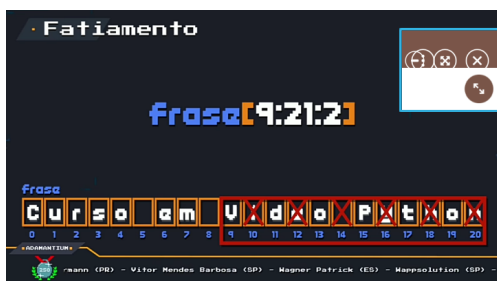 Fatiamento
frase[9:21:2]
frase
C u r s o e m V í d e o P y t h o n
0 1 2 3 4 5 6 7 8 9 10 11 12 13 14 15 16 17 18 19 20
ADAMANTIUM
250
rmann (PR) - Vitor Mendes Barbosa (SP) - Wagner Patrick (ES) - Wappsolution (SP) -